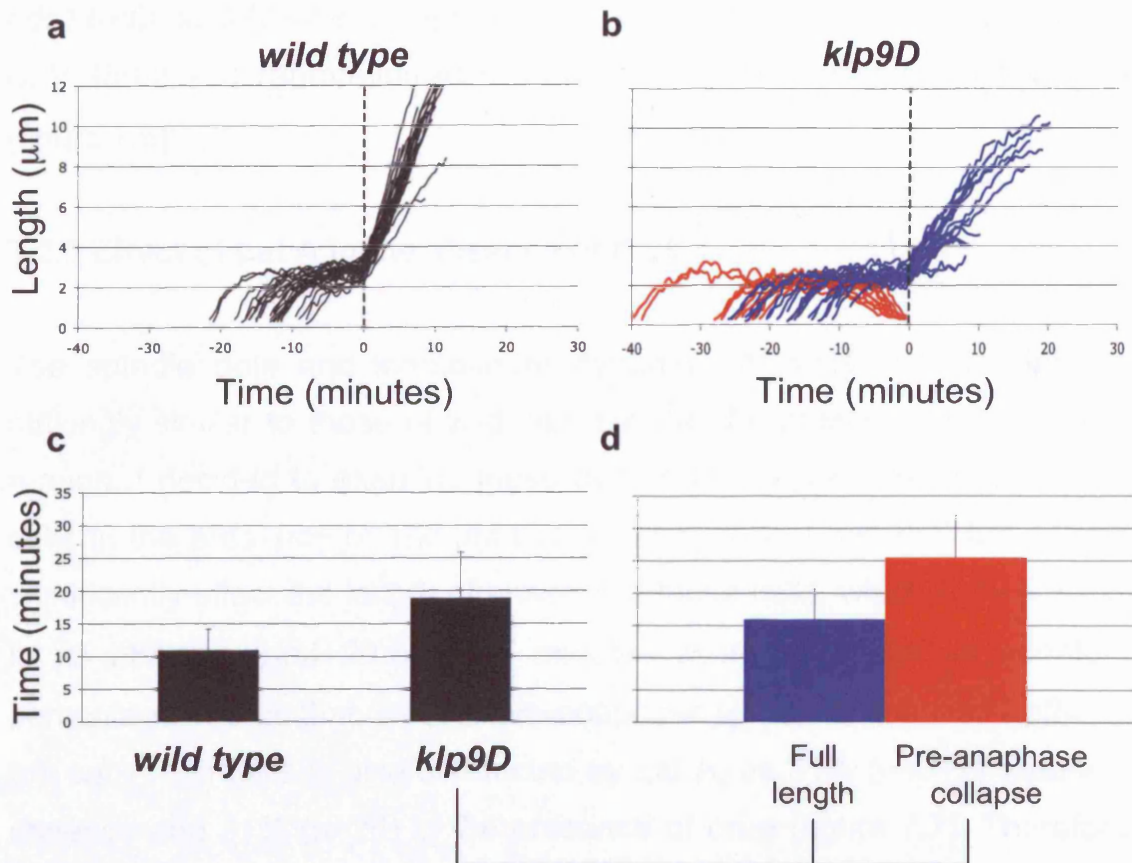 a
wild type
b
klp9D
Length (μm)
12
10
8
6
4
2
0
-40 -30 -20 -10 0 10 20 30
Time (minutes)
-40 -30 -20 -10 0 10 20 30
Time (minutes)
c
d
Time (minutes)
35
30
25
20
15
10
5
0
wild type
klp9D
Full length
Pre-anaphase collapse